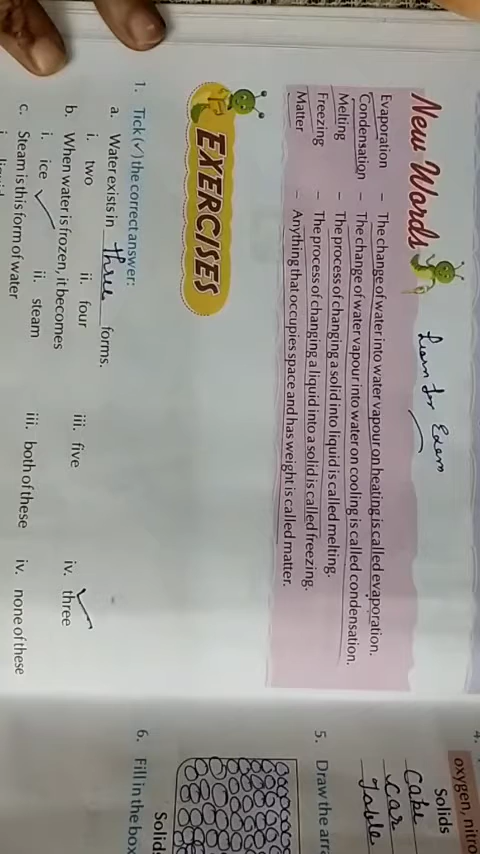 New Words
Learn for Exam
Evaporation – The change of water into water vapour on heating is called evaporation.
Condensation – The change of water vapour into water on cooling is called condensation.
Melting – The process of changing a solid into liquid is called melting.
Freezing – The process of changing a liquid into a solid is called freezing.
Matter – Anything that occupies space and has weight is called matter.
EXERCISES
1. Tick (✓) the correct answer:
a. Water exists in three forms.
i. two ii. four iii. five iv. three ✓
b. When water is frozen, it becomes
i. ice ✓ ii. steam iii. both of these iv. none of these
c. Steam is this form of water
4.
oxygen, nitro
Solids
Cake
Car
Table
5. Draw the arra
6. Fill in the box
Solids